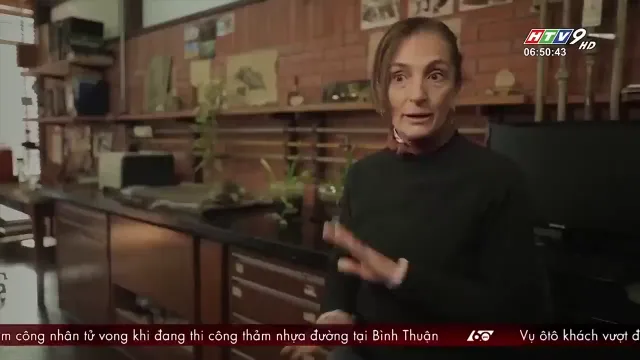 HTV9 HD
06:50:43
m công nhân tử vong khi đang thi công thảm nhựa đường tại Bình Thuận 60 Vụ ôtô khách vượt đ